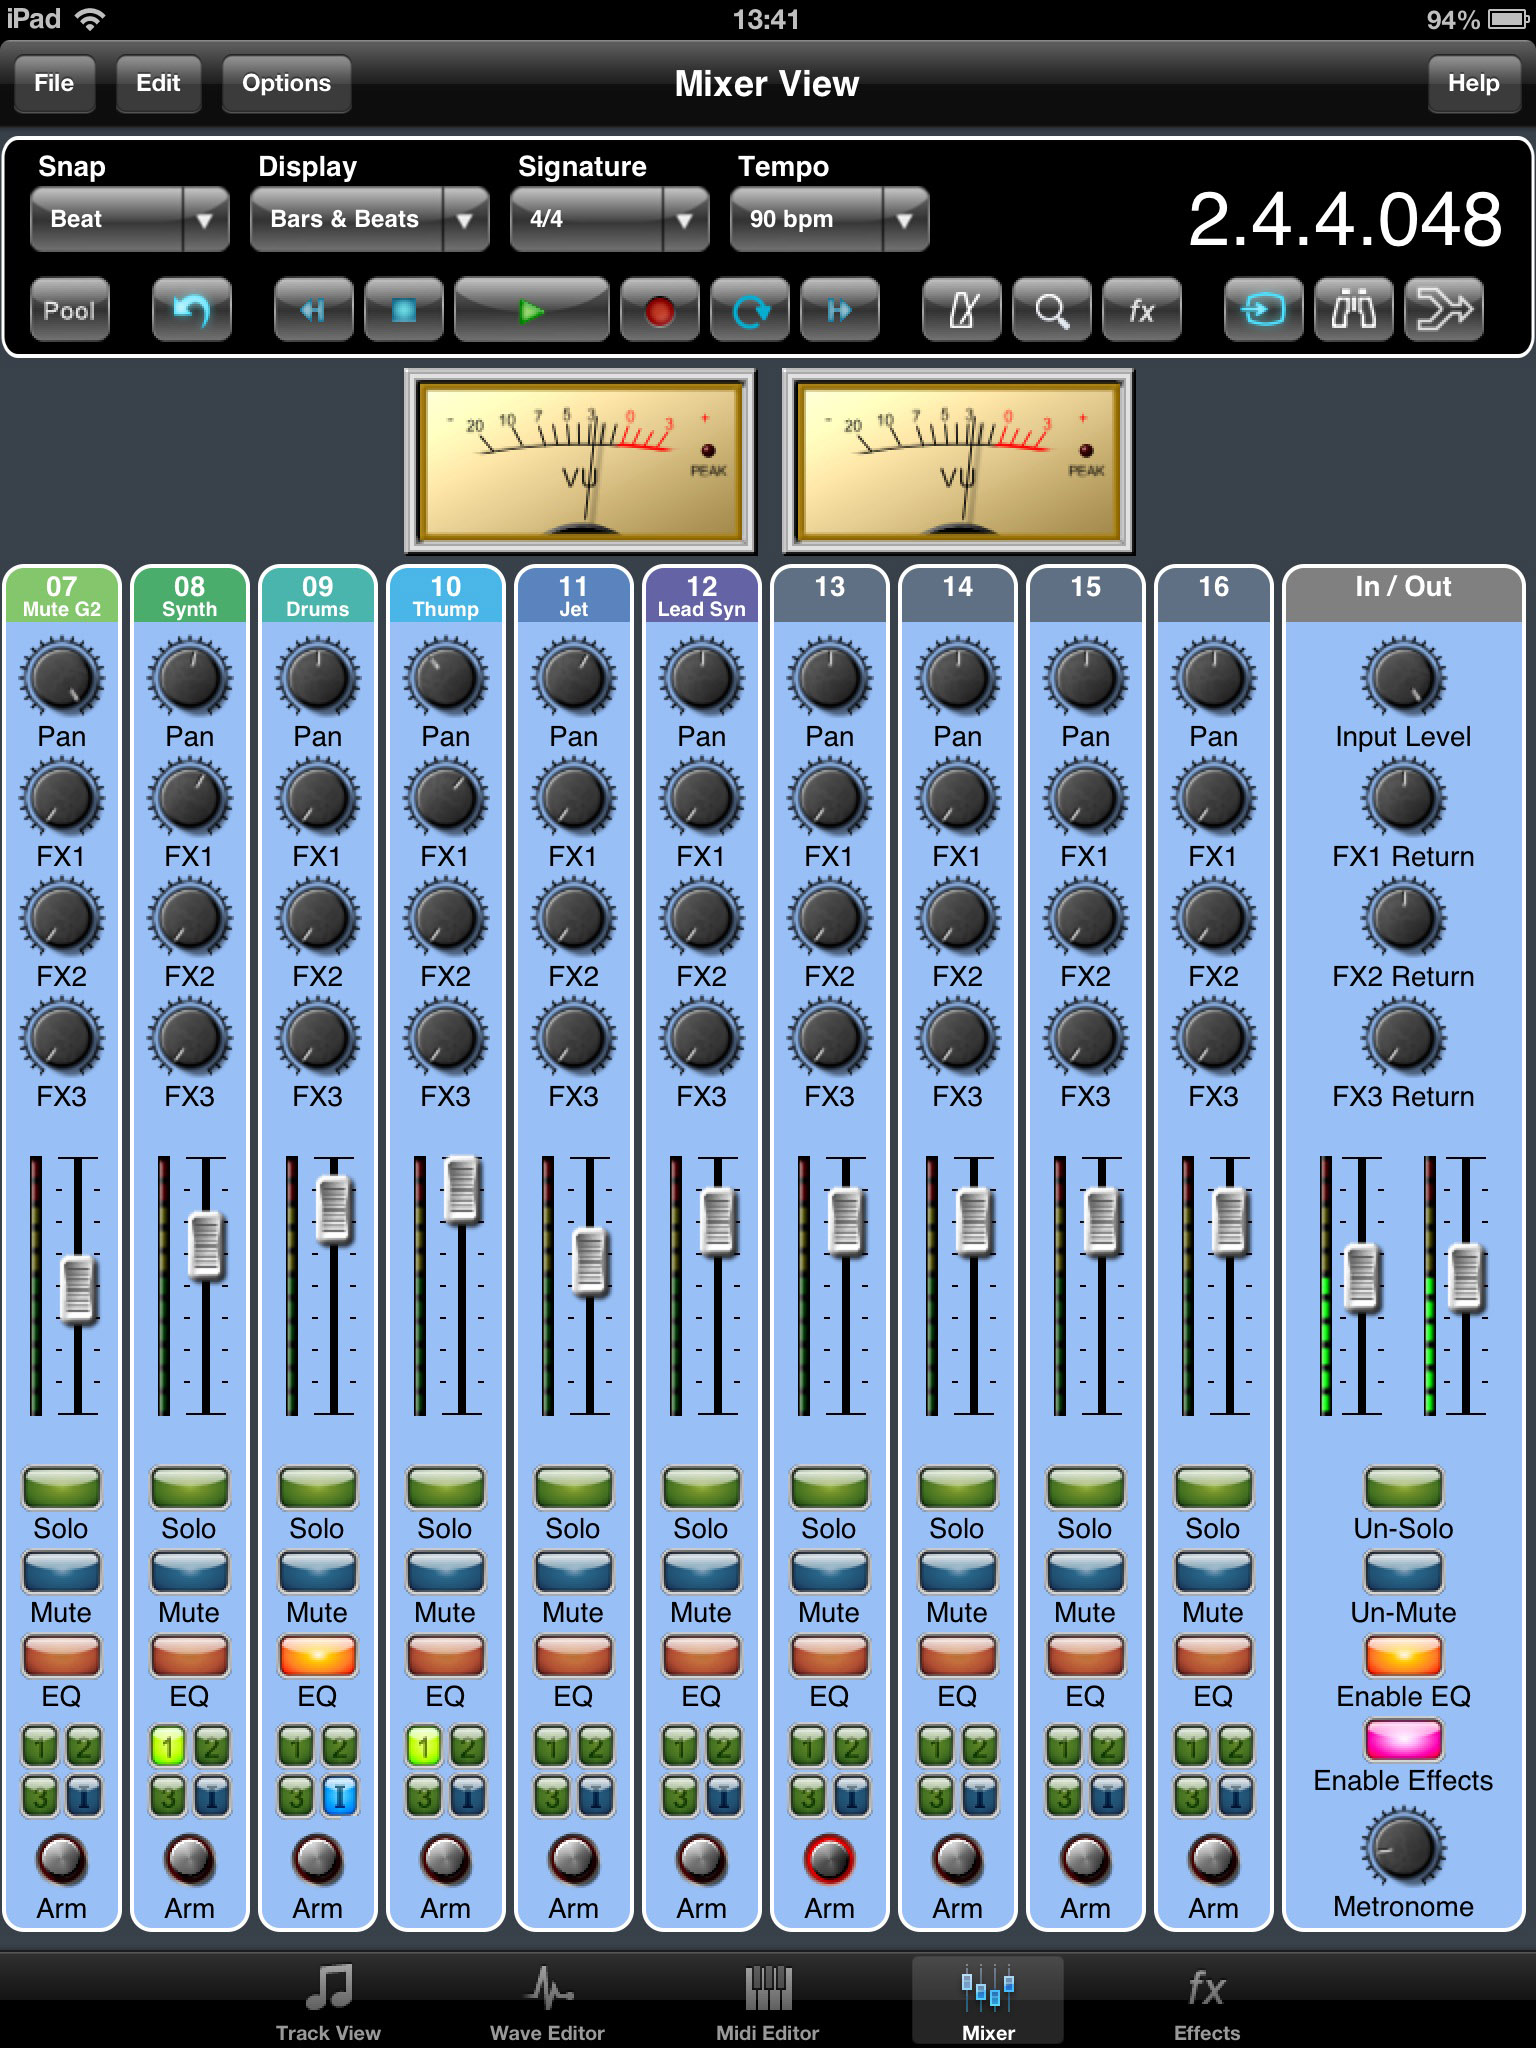 iPad 13:41 94%
File Edit Options Mixer View Help
Snap Display Signature Tempo
Beat Bars & Beats 4/4 90 bpm 2.4.4.048
Pool fx
- 20 10 7 5 3 0 3 + - 20 10 7 5 3 0 3 +
VU PEAK VU PEAK
07 08 09 10 11 12 13 14 15 16 In / Out
Mute G2 Synth Drums Thump Jet Lead Syn
Pan Pan Pan Pan Pan Pan Pan Pan Pan Pan Input Level
FX1 FX1 FX1 FX1 FX1 FX1 FX1 FX1 FX1 FX1 FX1 Return
FX2 FX2 FX2 FX2 FX2 FX2 FX2 FX2 FX2 FX2 FX2 Return
FX3 FX3 FX3 FX3 FX3 FX3 FX3 FX3 FX3 FX3 FX3 Return
Solo Solo Solo Solo Solo Solo Solo Solo Solo Solo Un-Solo
Mute Mute Mute Mute Mute Mute Mute Mute Mute Mute Un-Mute
EQ EQ EQ EQ EQ EQ EQ EQ EQ EQ Enable EQ
1 2 1 2 1 2 1 2 1 2 1 2 1 2 1 2 1 2 1 2
Enable Effects
3 I 3 I 3 I 3 I 3 I 3 I 3 I 3 I 3 I 3 I
Arm Arm Arm Arm Arm Arm Arm Arm Arm Arm Metronome
fx
Track View Wave Editor Midi Editor Mixer Effects